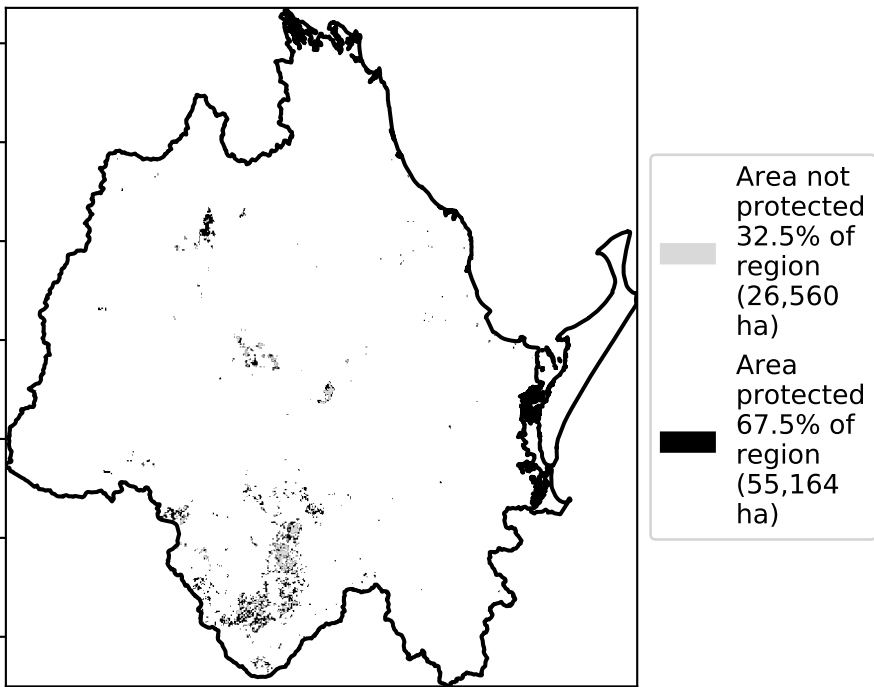 Area not
protected
32.5% of
region
(26,560
ha)
Area
protected
67.5% of
region
(55,164
ha)